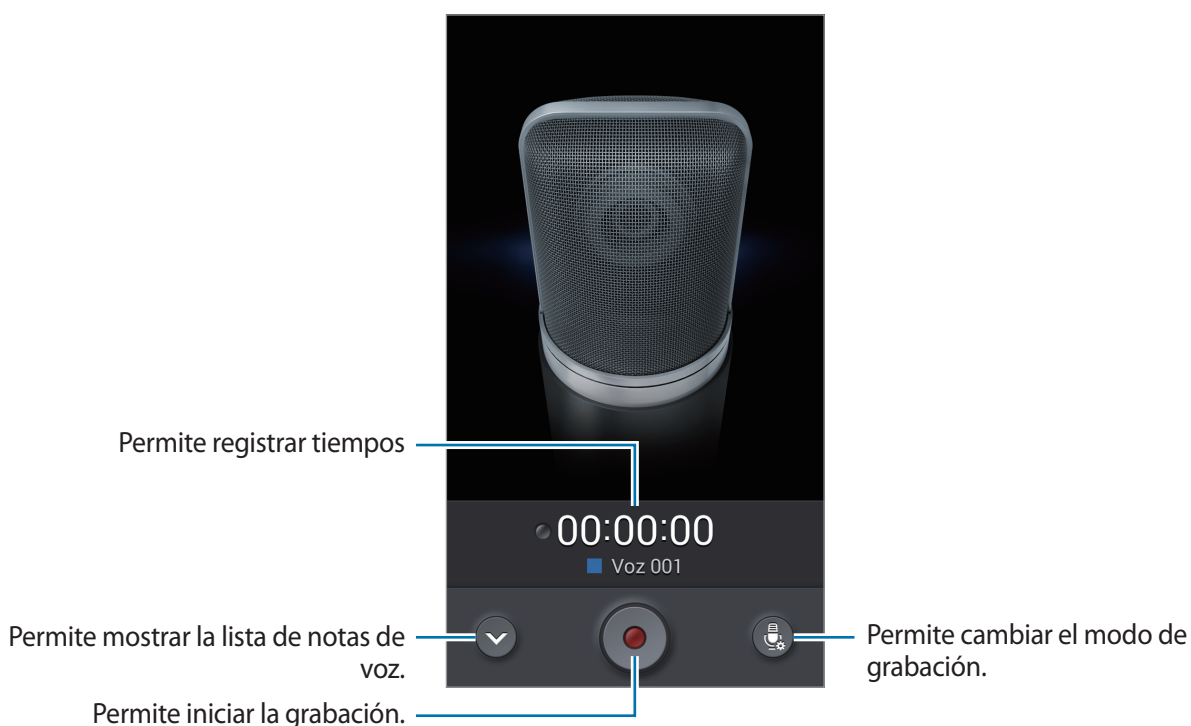 Permite registrar tiempos
00:00:00
Voz 001
Permite mostrar la lista de notas de
voz.
Permite cambiar el modo de
grabación.
Permite iniciar la grabación.